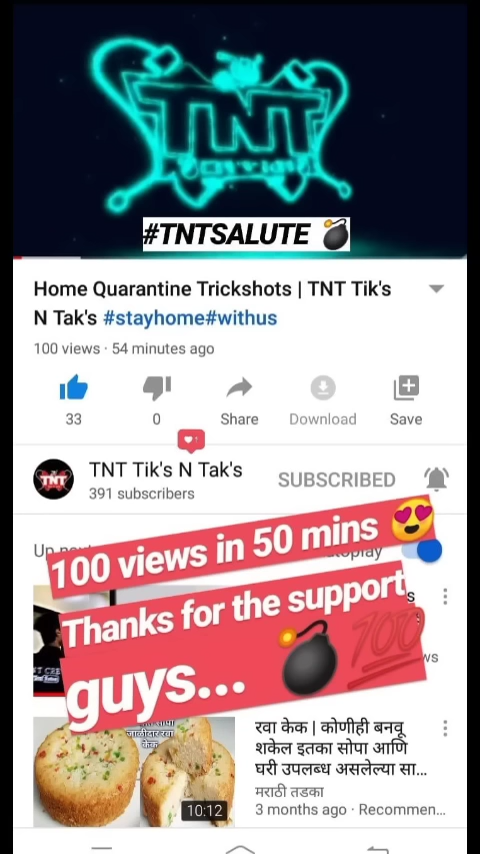 TNT
#TNTSALUTE 💣
Home Quarantine Trickshots | TNT Tik's
N Tak's #stayhome#withus
100 views · 54 minutes ago
33
0
Share
Download
Save
TNT Tik's N Tak's
391 subscribers
SUBSCRIBED
TNT
100 views in 50 mins 😍
Thanks for the support
guys... 💣 💯
रवा केक | कोणीही बनवू
शकेल इतका सोपा आणि
घरी उपलब्ध असलेल्या सा...
मराठी तडका
3 months ago · Recommen...
जाळीदार रवा
केक
10:12